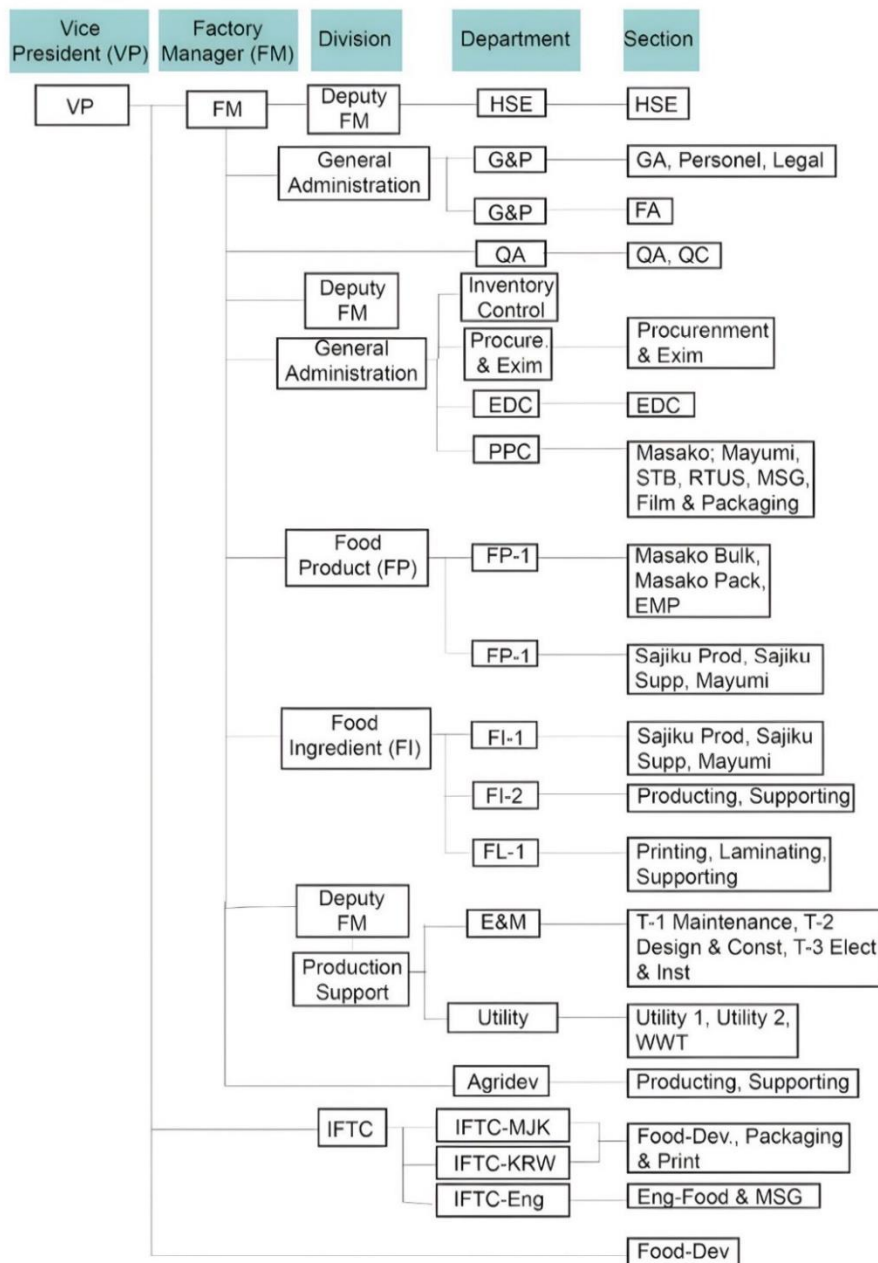 Vice
President (VP)
Factory
Manager (FM)
Division
Department
Section
VP
FM
Deputy
FM
HSE
HSE
General
Administration
G&P
GA, Personel, Legal
G&P
FA
QA
QA, QC
Deputy
FM
Inventory
Control
General
Administration
Procure.
& Exim
Procurenment
& Exim
EDC
EDC
PPC
Masako; Mayumi,
STB, RTUS, MSG,
Film & Packaging
Food
Product (FP)
FP-1
Masako Bulk,
Masako Pack,
EMP
FP-1
Sajiku Prod, Sajiku
Supp, Mayumi
Food
Ingredient (FI)
FI-1
Sajiku Prod, Sajiku
Supp, Mayumi
FI-2
Producting, Supporting
FL-1
Printing, Laminating,
Supporting
Deputy
FM
Production
Support
E&M
T-1 Maintenance, T-2
Design & Const, T-3 Elect
& Inst
Utility
Utility 1, Utility 2,
WWT
Agridev
Producting, Supporting
IFTC
IFTC-MJK
IFTC-KRW
Food-Dev., Packaging
& Print
IFTC-Eng
Eng-Food & MSG
Food-Dev